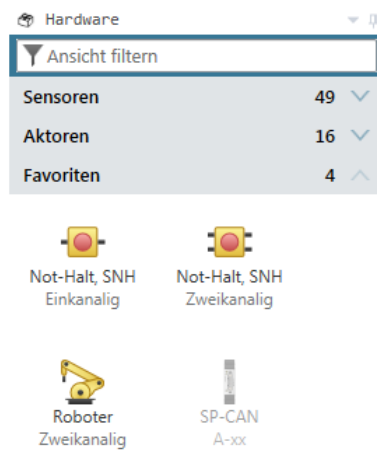 Hardware
Ansicht filtern
Sensoren 49
Aktoren 16
Favoriten 4
Not-Halt, SNH Not-Halt, SNH
Einkanalig Zweikanalig
Roboter SP-CAN
Zweikanalig A-xx